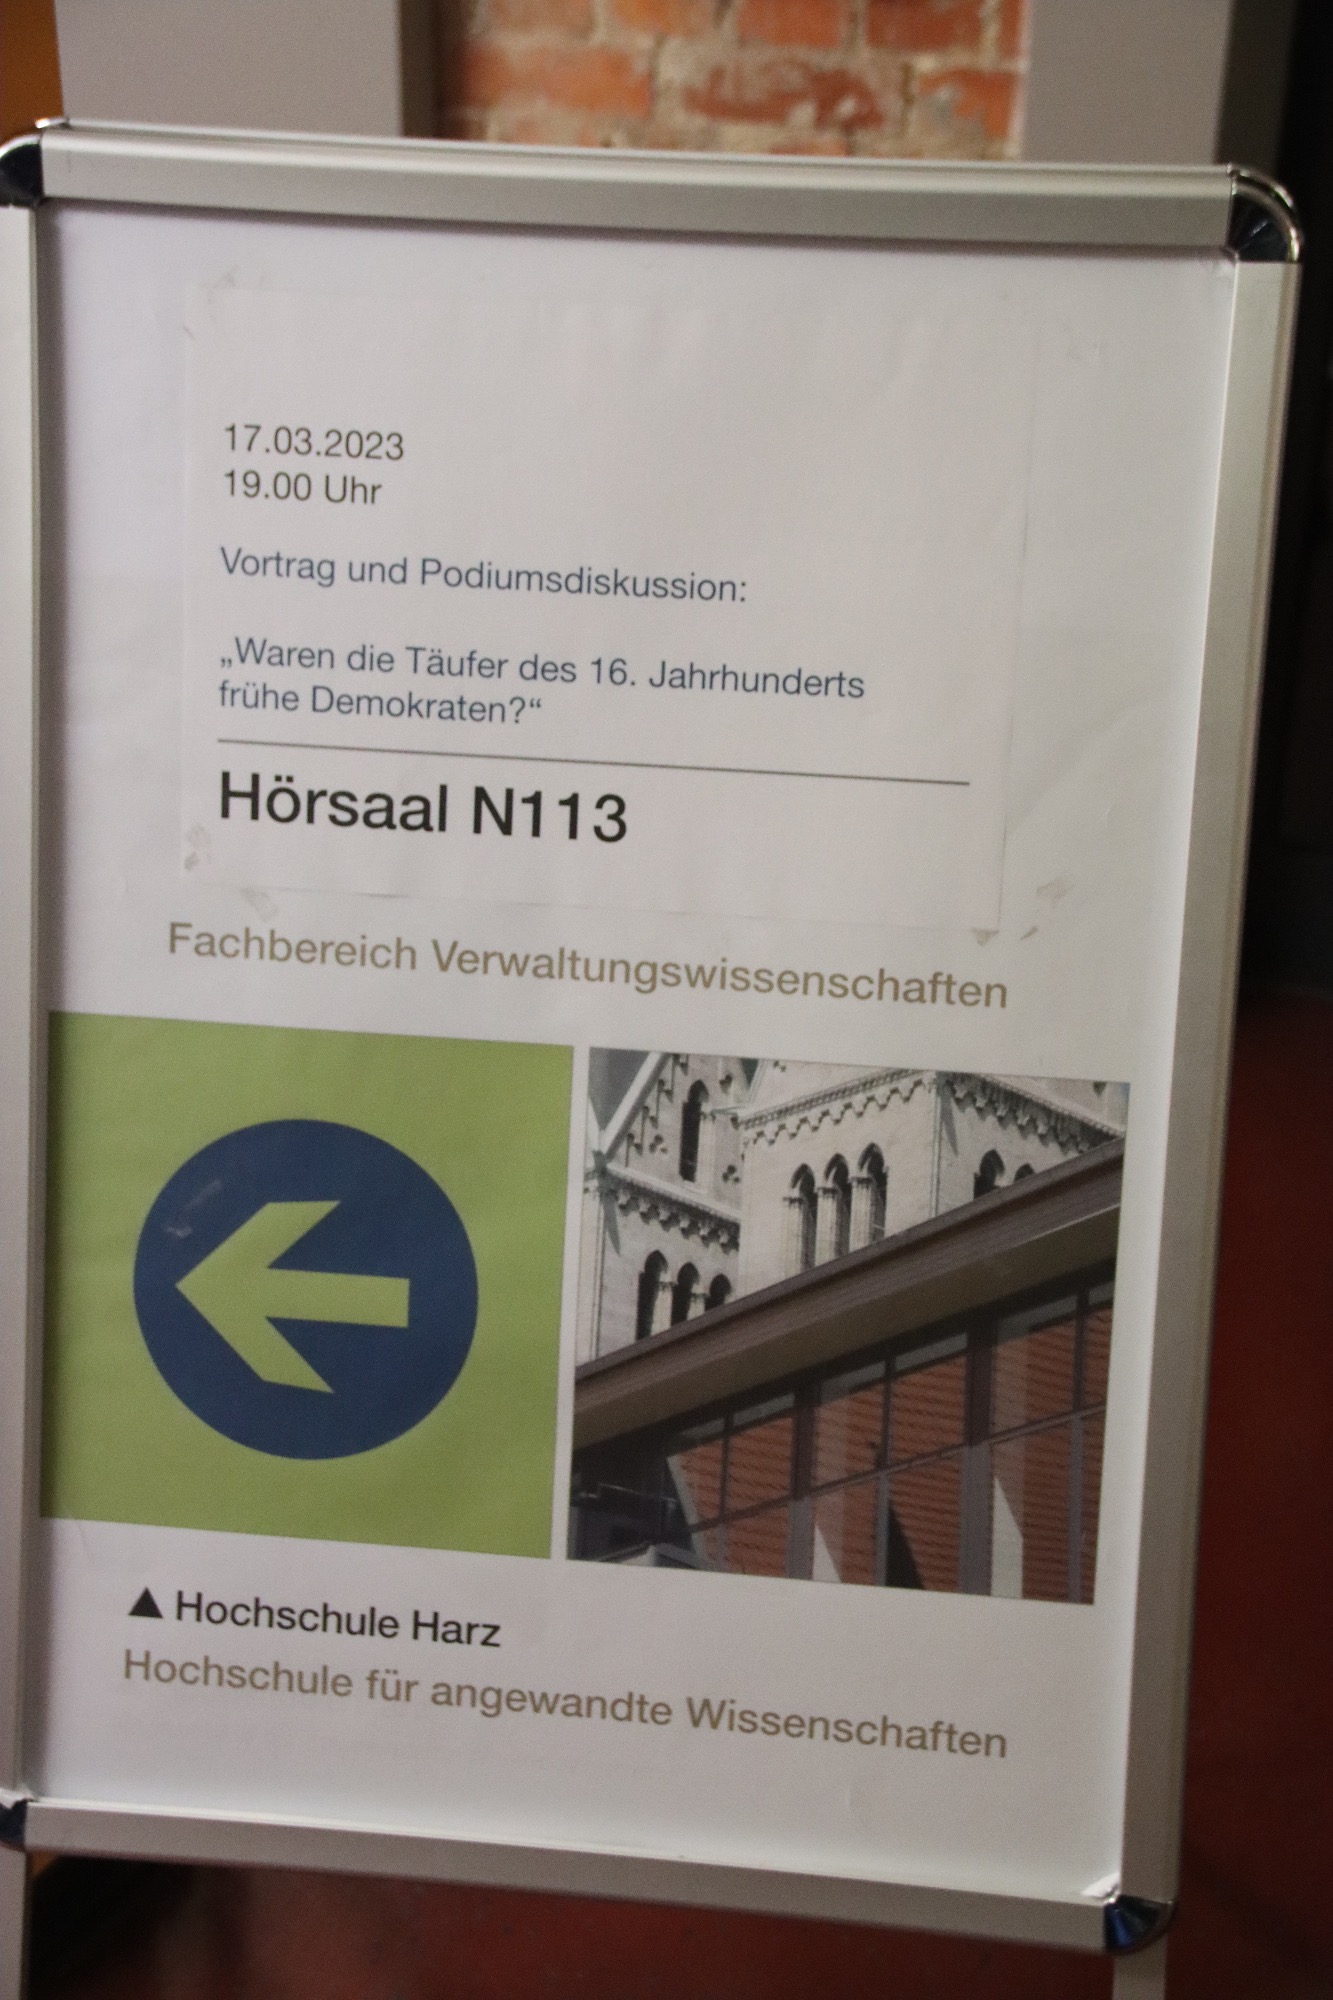 17.03.2023
19.00 Uhr
Vortrag und Podiumsdiskussion:
„Waren die Täufer des 16. Jahrhunderts
frühe Demokraten?“
Hörsaal N113
Fachbereich Verwaltungswissenschaften
Hochschule Harz
Hochschule für angewandte Wissenschaften